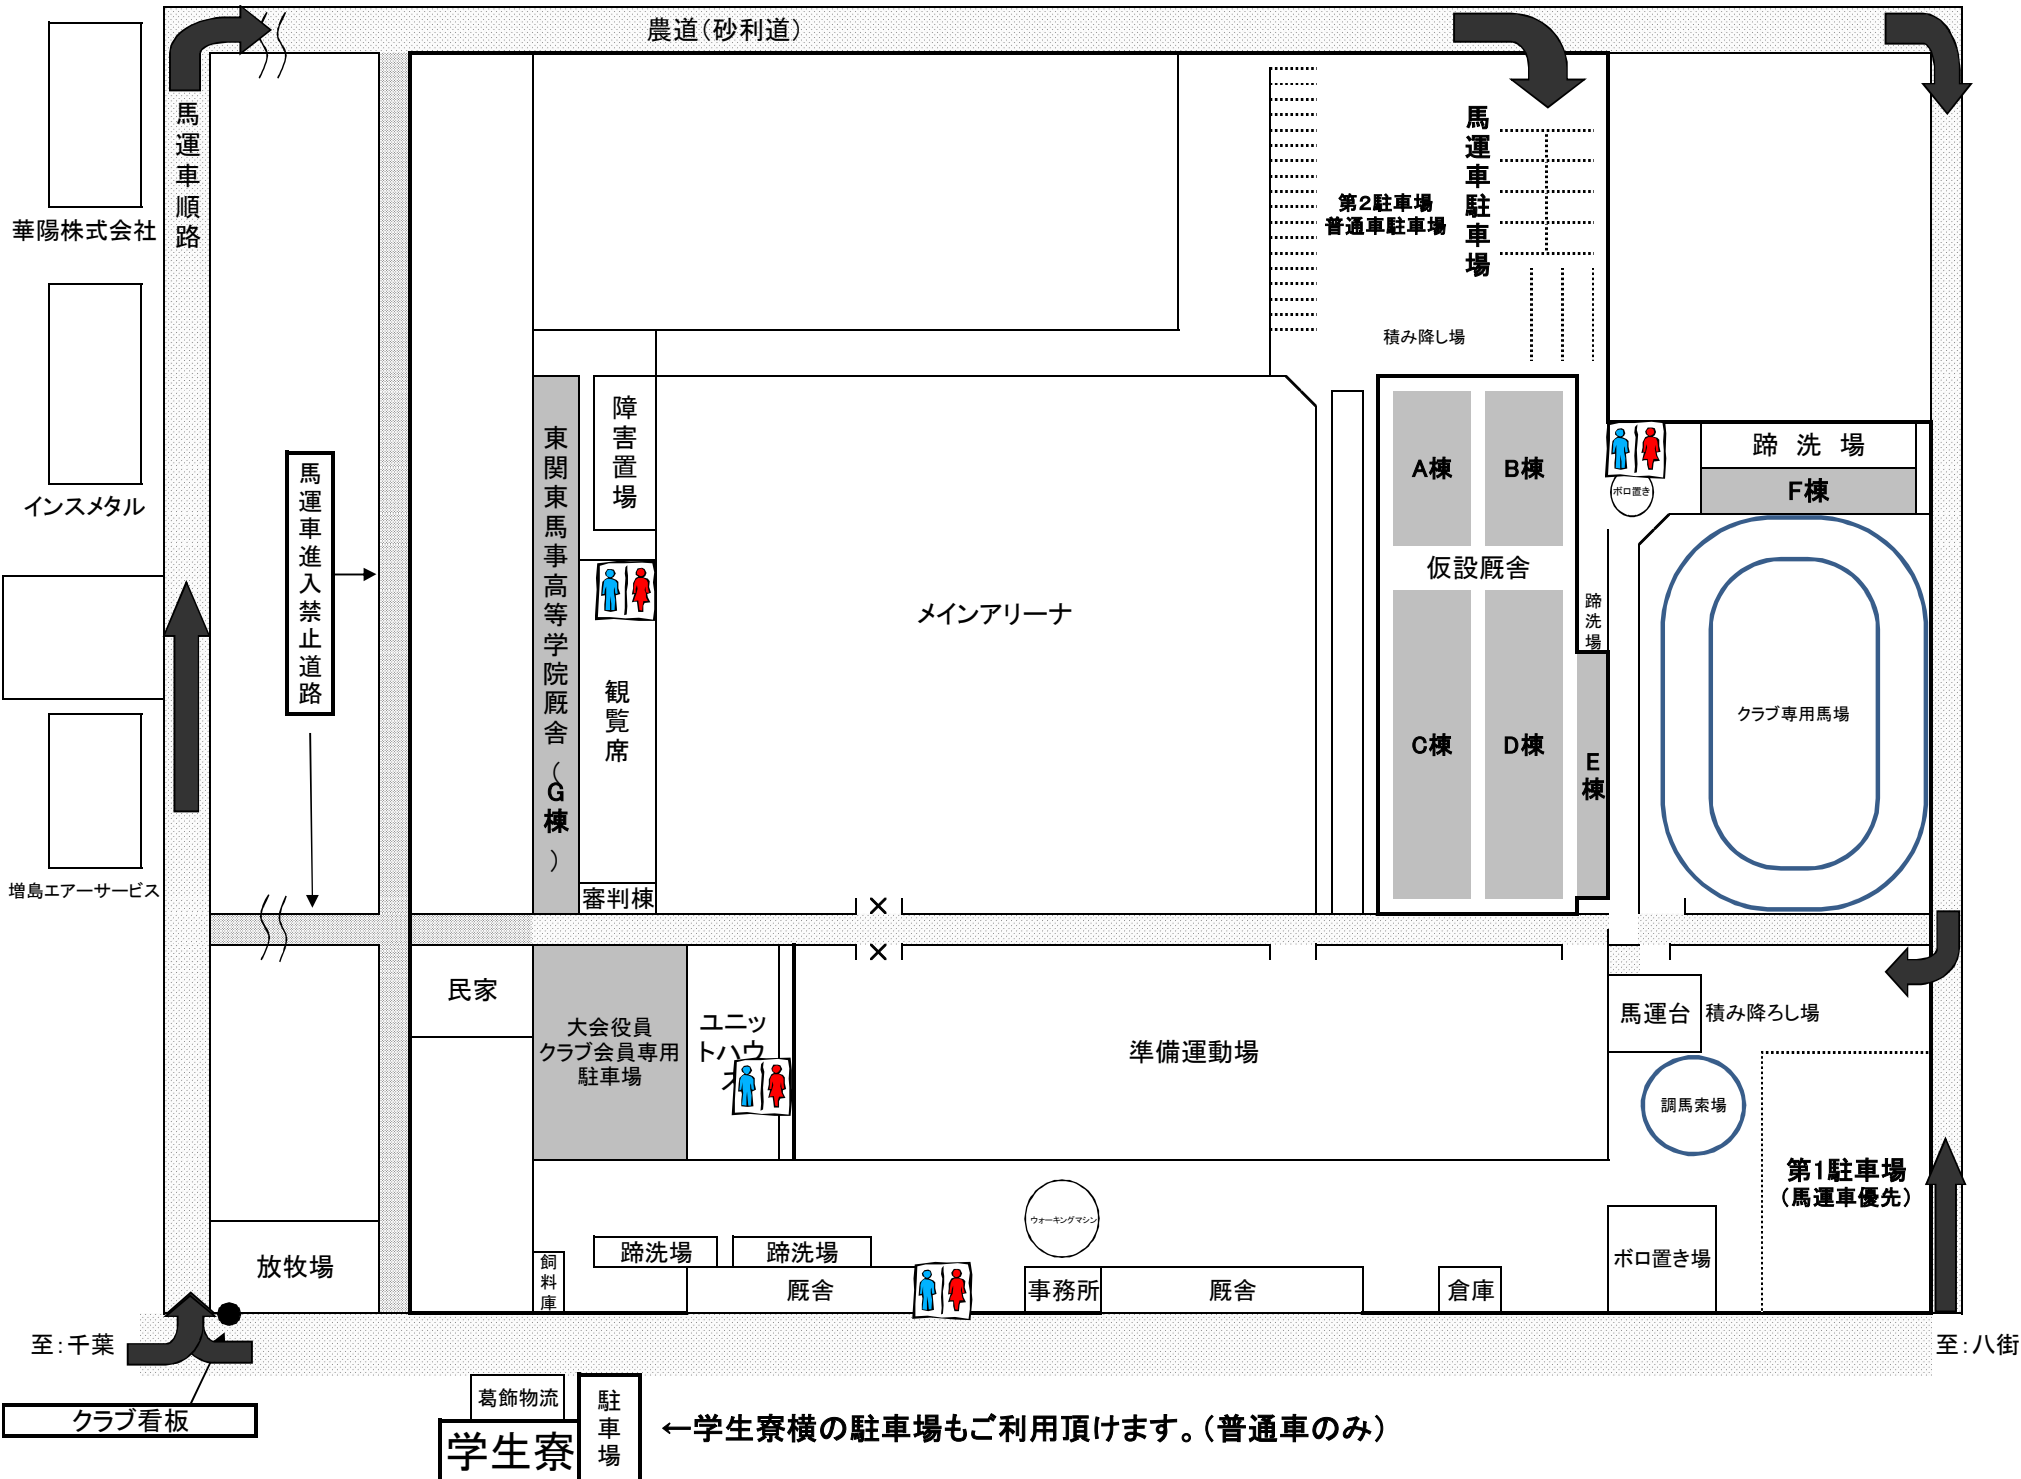 農道(砂利道)
馬運車順路
馬運車駐車場
第2駐車場
普通車駐車場
華陽株式会社
積み降し場
障害置場
東関東馬事高等学院厩舎(G棟)
A棟
B棟
蹄洗場
F棟
ボロ置き
馬運車進入禁止道路
インスメタル
仮設厩舎
蹄洗場
メインアリーナ
観覧席
クラブ専用馬場
C棟
D棟
E棟
増島エアーサービス
審判棟
×
×
民家
大会役員
クラブ会員専用
駐車場
ユニッ
トハウ
ス
準備運動場
馬運台
積み降ろし場
調馬索場
第1駐車場
(馬運車優先)
ウォーキングマシン
放牧場
飼料庫
蹄洗場
蹄洗場
厩舎
事務所
厩舎
倉庫
ボロ置き場
至:千葉
至:八街
クラブ看板
葛飾物流
学生寮
駐車場
←学生寮横の駐車場もご利用頂けます。(普通車のみ)